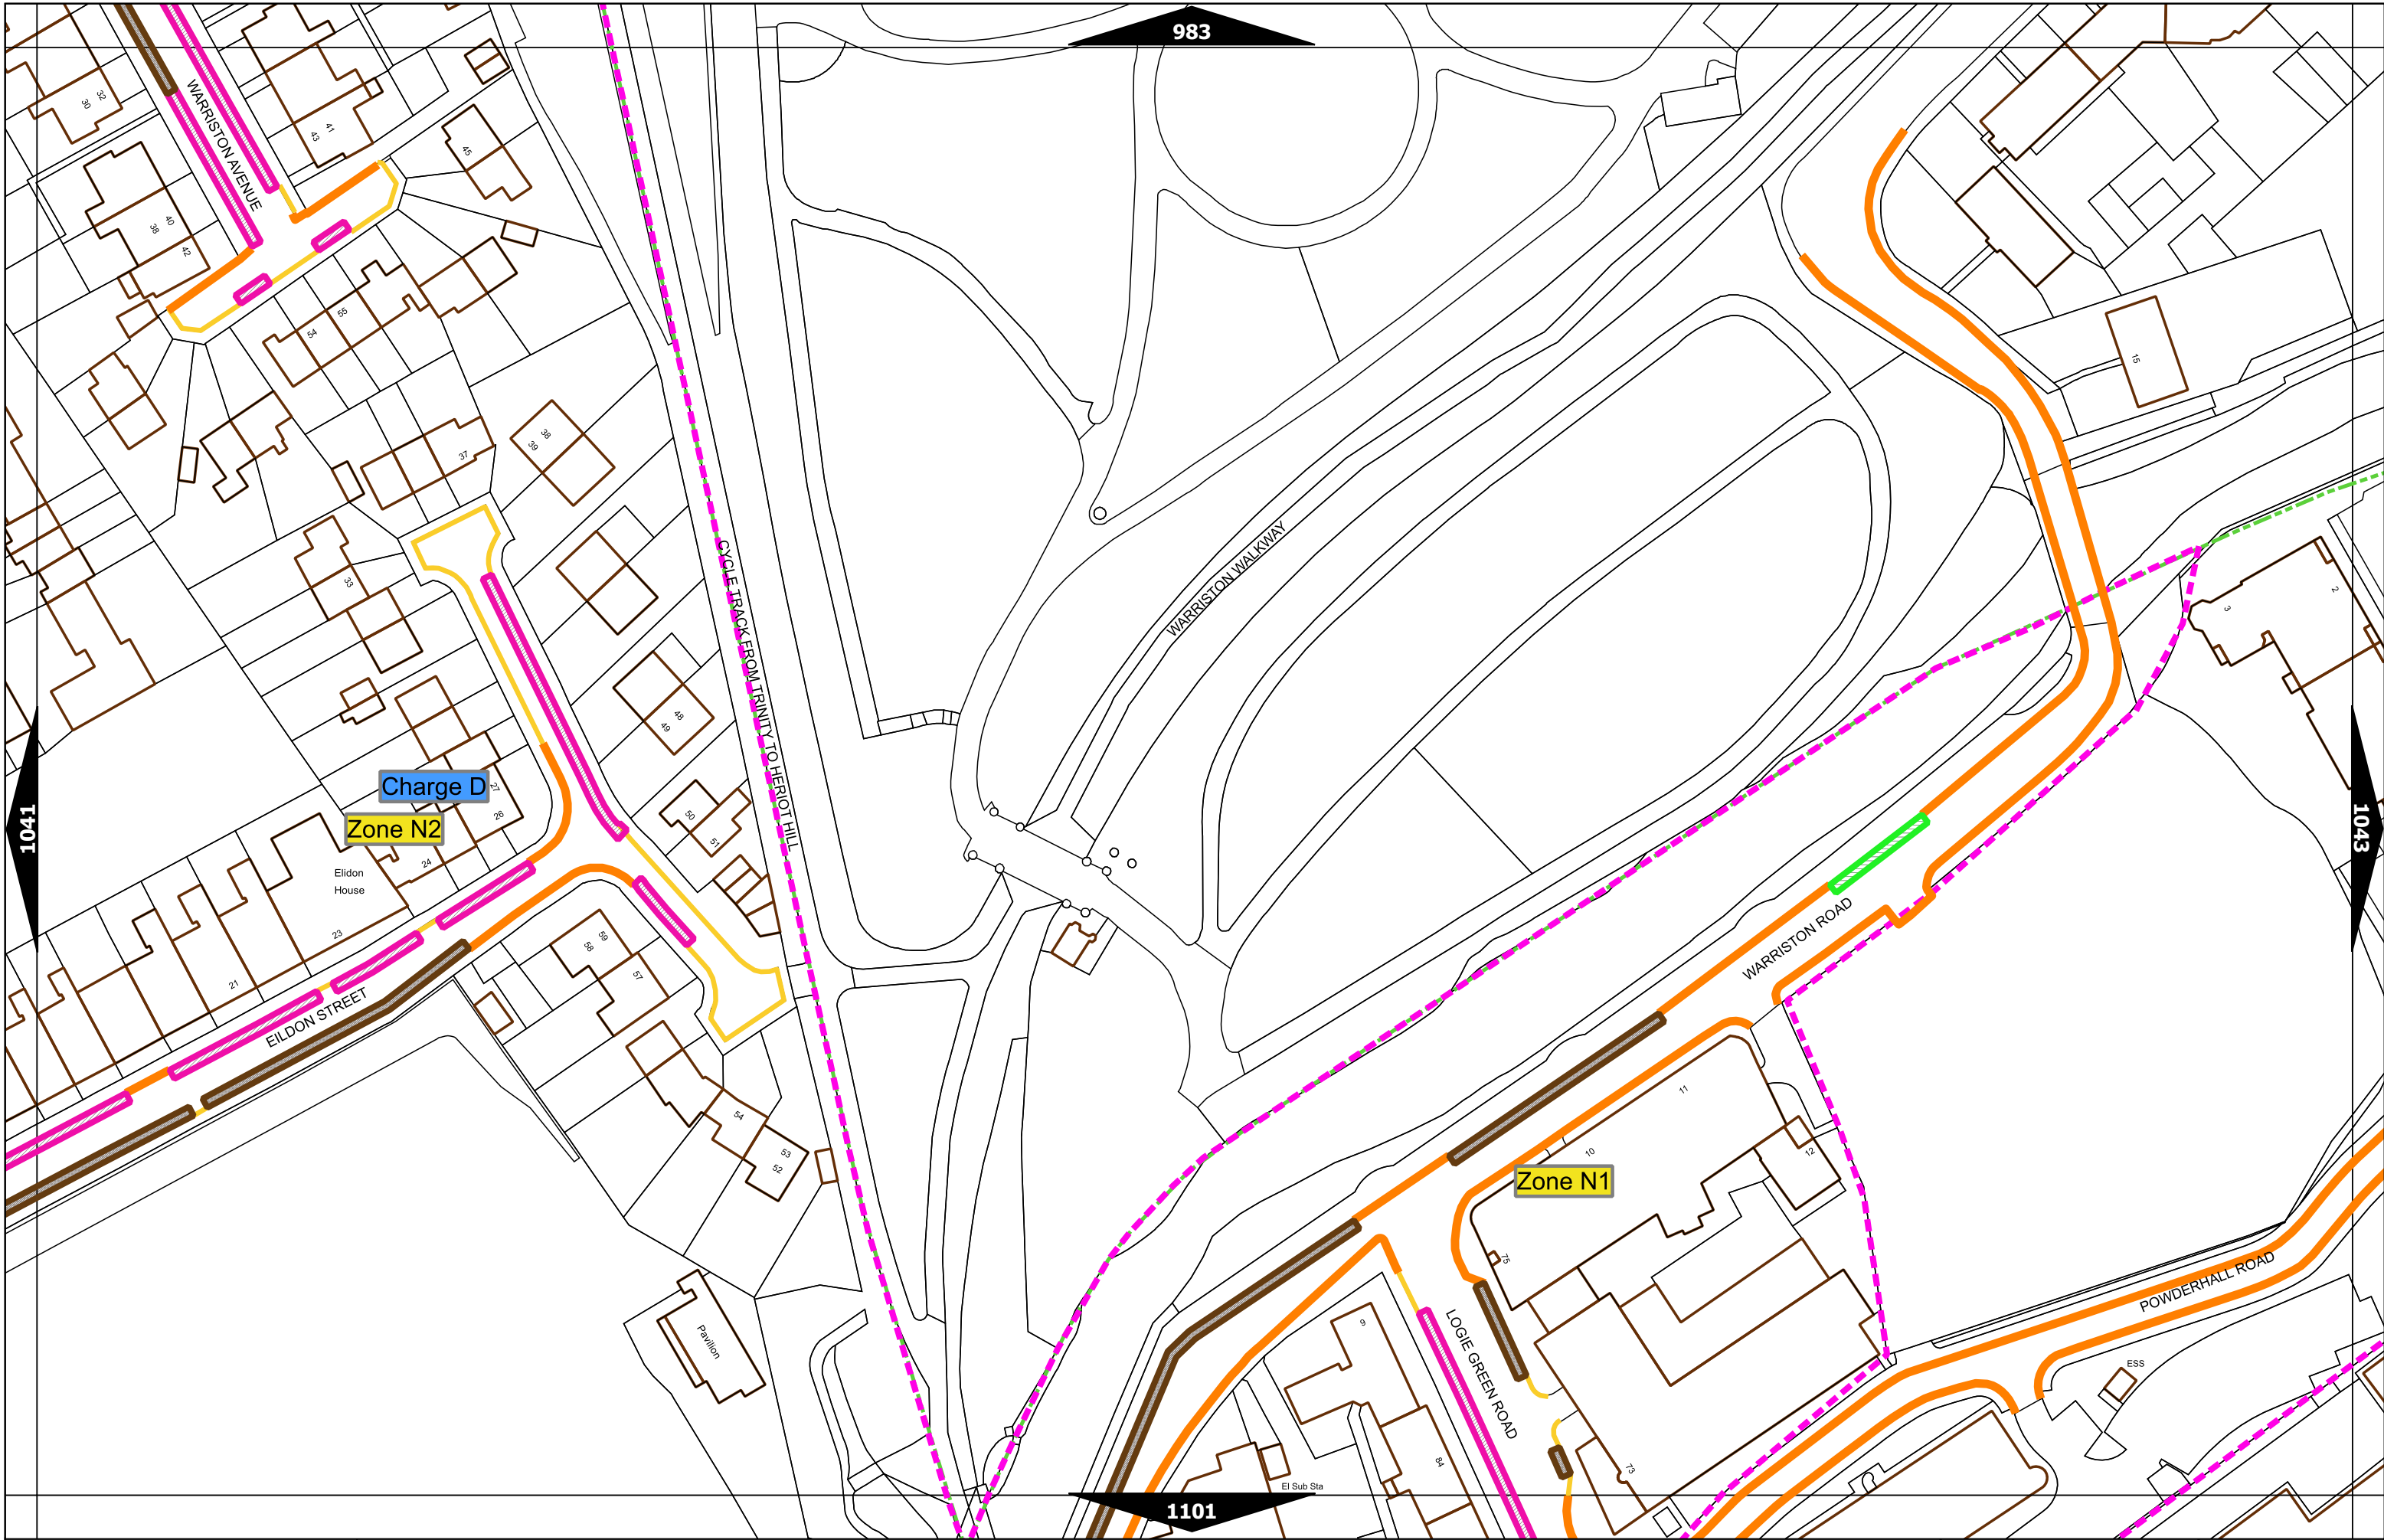 983
WARRISTON AVENUE
30
32
43
41
45
38
40
42
54
55
15
37
38
39
33
CYCLE TRACK FROM TRINITY TO HERIOT HILL
WARRISTON WALKWAY
3
2
48
49
1041
Charge D
Zone N2
27
26
24
50
51
1043
Elidon
House
23
21
EILDON STREET
59
58
57
WARRISTON ROAD
54
53
52
11
10
12
Zone N1
75
POWDERHALL ROAD
Pavilion
LOGIE GREEN ROAD
9
ESS
84
73
El Sub Sta
1101